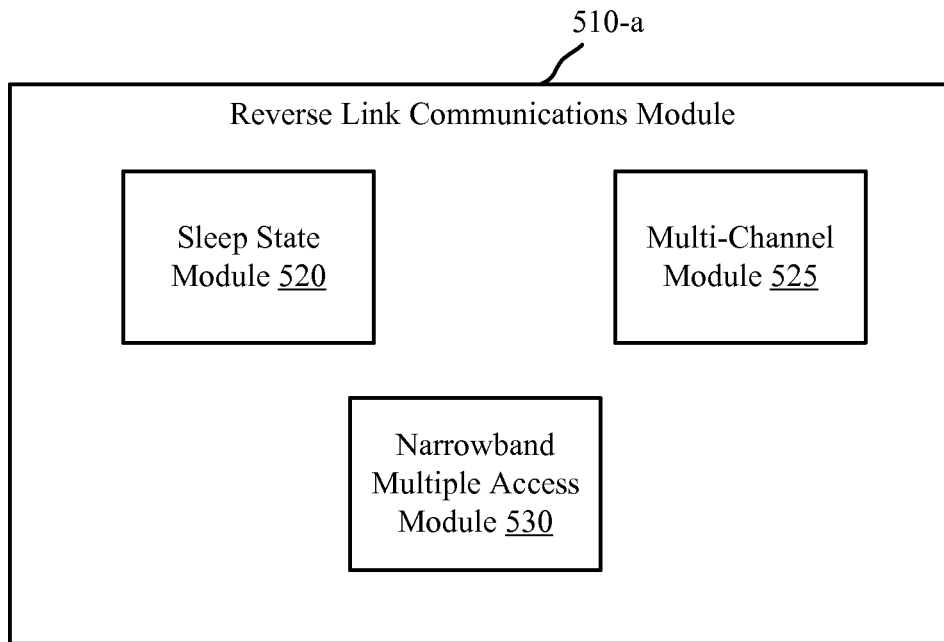 510-a
Reverse Link Communications Module
Sleep State
Module 520
Multi-Channel
Module 525
Narrowband
Multiple Access
Module 530